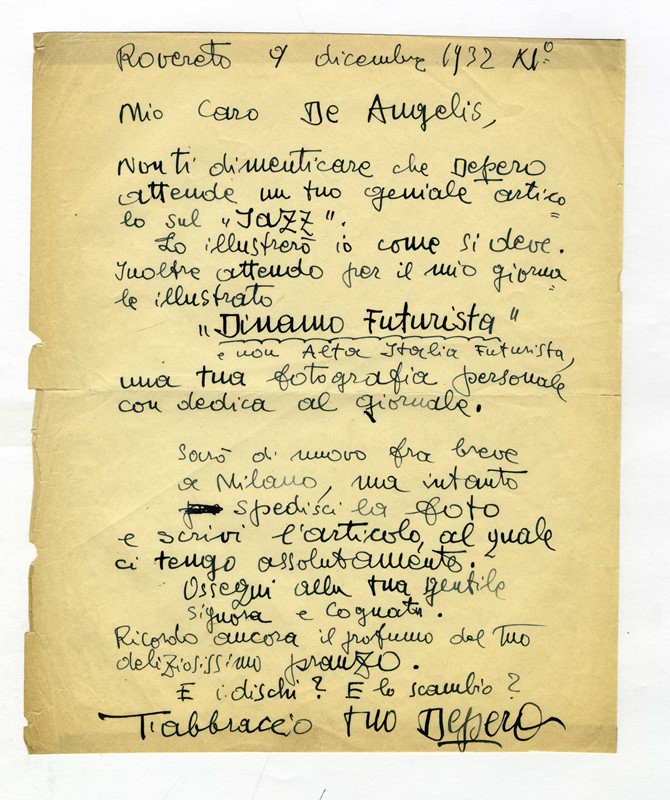 Rovereto 9 dicembre 1932 XIº
Mio Caro De Angelis,
Non ti dimenticare che Depero
attende un tuo geniale artico=
lo sul „JAZZ".
Lo illustrerò io come si deve.
Inoltre attendo per il mio giorna=
le illustrato
„Dinamo Futurista"
e non Alta Italia Futurista,
una tua fotografia personale
con dedica al giornale.
Sarò di nuovo fra breve
a Milano, ma intanto
spedisci la foto
e scrivi l'articolo, al quale
ci tengo assolutamente.
Ossequi alla tua gentile
signora e cognata.
Ricordo ancora il profumo del tuo
deliziosissimo pranzo.
E i dischi? E lo scambio?
T'abbraccio tuo Depero